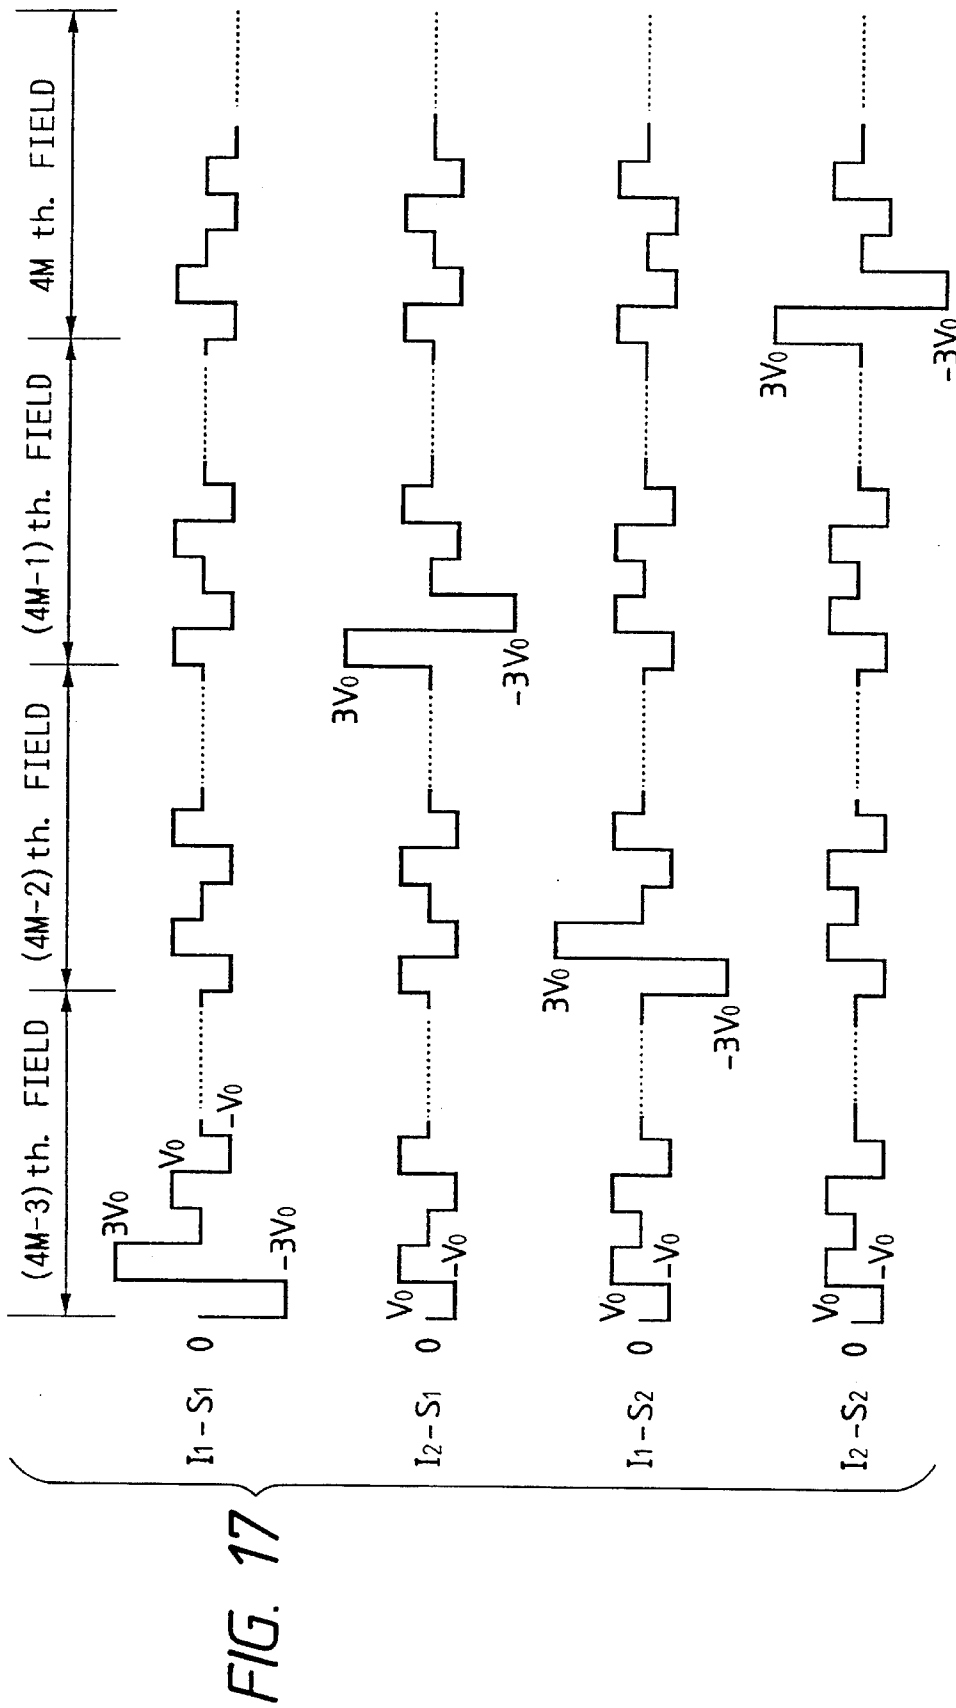 FIG. 17
(4M-3)th. FIELD
(4M-2)th. FIELD
(4M-1)th. FIELD
4M th. FIELD
I1-S1
0
3V0
-3V0
V0
-V0
I2-S1
0
V0
-V0
3V0
-3V0
I1-S2
0
V0
-V0
3V0
-3V0
I2-S2
0
V0
-V0
3V0
-3V0